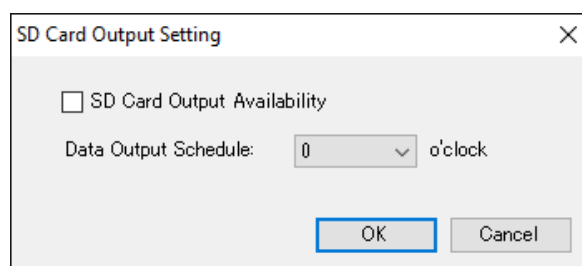 SD Card Output Setting
SD Card Output Availability
Data Output Schedule: 0 o'clock
OK Cancel